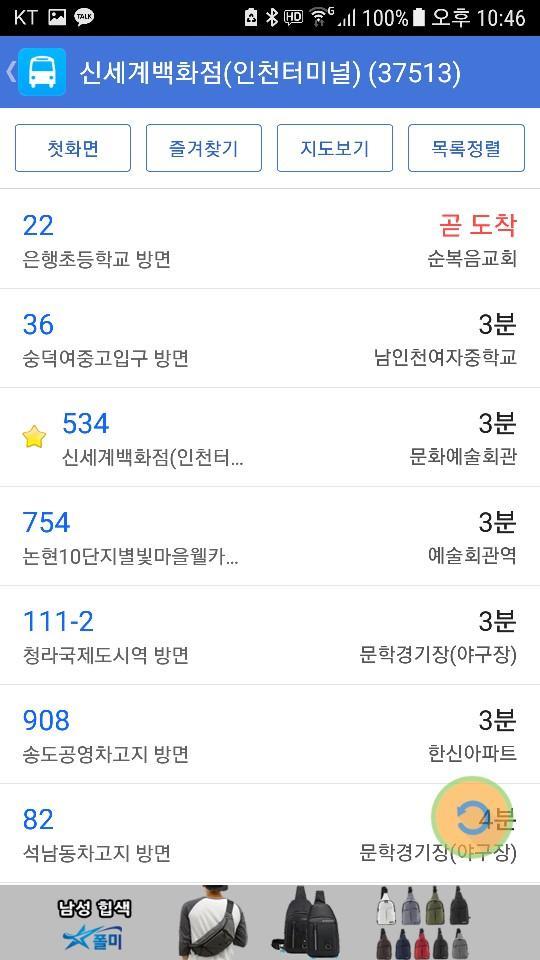 KT TALK HD G 100% 오후 10:46
신세계백화점(인천터미널) (37513)
첫화면 즐겨찾기 지도보기 목록정렬
22 곧 도착
은행초등학교 방면 순복음교회
36 3분
숭덕여중고입구 방면 남인천여자중학교
534 3분
신세계백화점(인천터... 문화예술회관
754 3분
논현10단지별빛마을웰카... 예술회관역
111-2 3분
청라국제도시역 방면 문학경기장(야구장)
908 3분
송도공영차고지 방면 한신아파트
82 4분
석남동차고지 방면 문학경기장(야구장)
남성 힙색
폴미